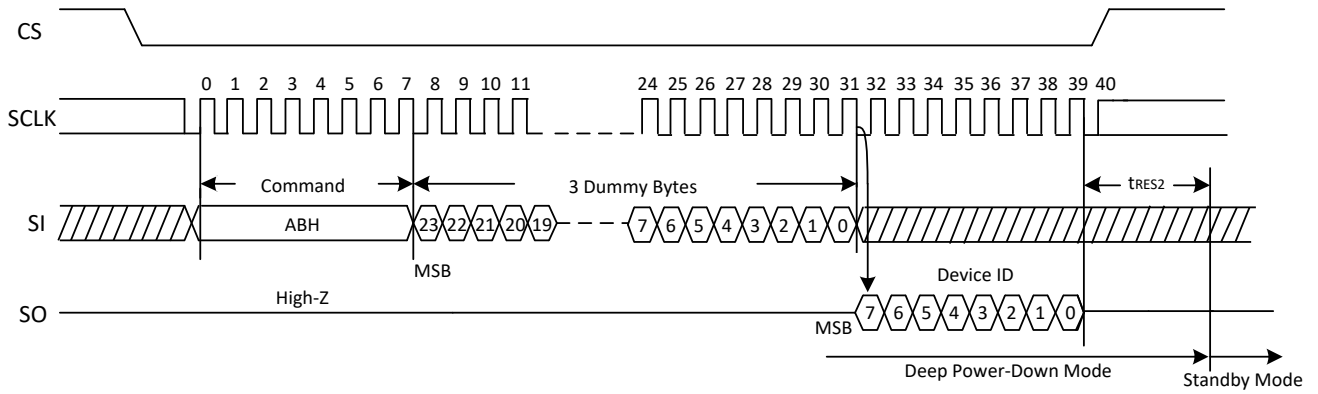 CS
0 1 2 3 4 5 6 7 8 9 10 11 24 25 26 27 28 29 30 31 32 33 34 35 36 37 38 39 40
SCLK
Command 3 Dummy Bytes tRES2
SI ABH 23 22 21 20 19 7 6 5 4 3 2 1 0
MSB Device ID
High-Z
SO 7 6 5 4 3 2 1 0
MSB
Deep Power-Down Mode
Standby Mode